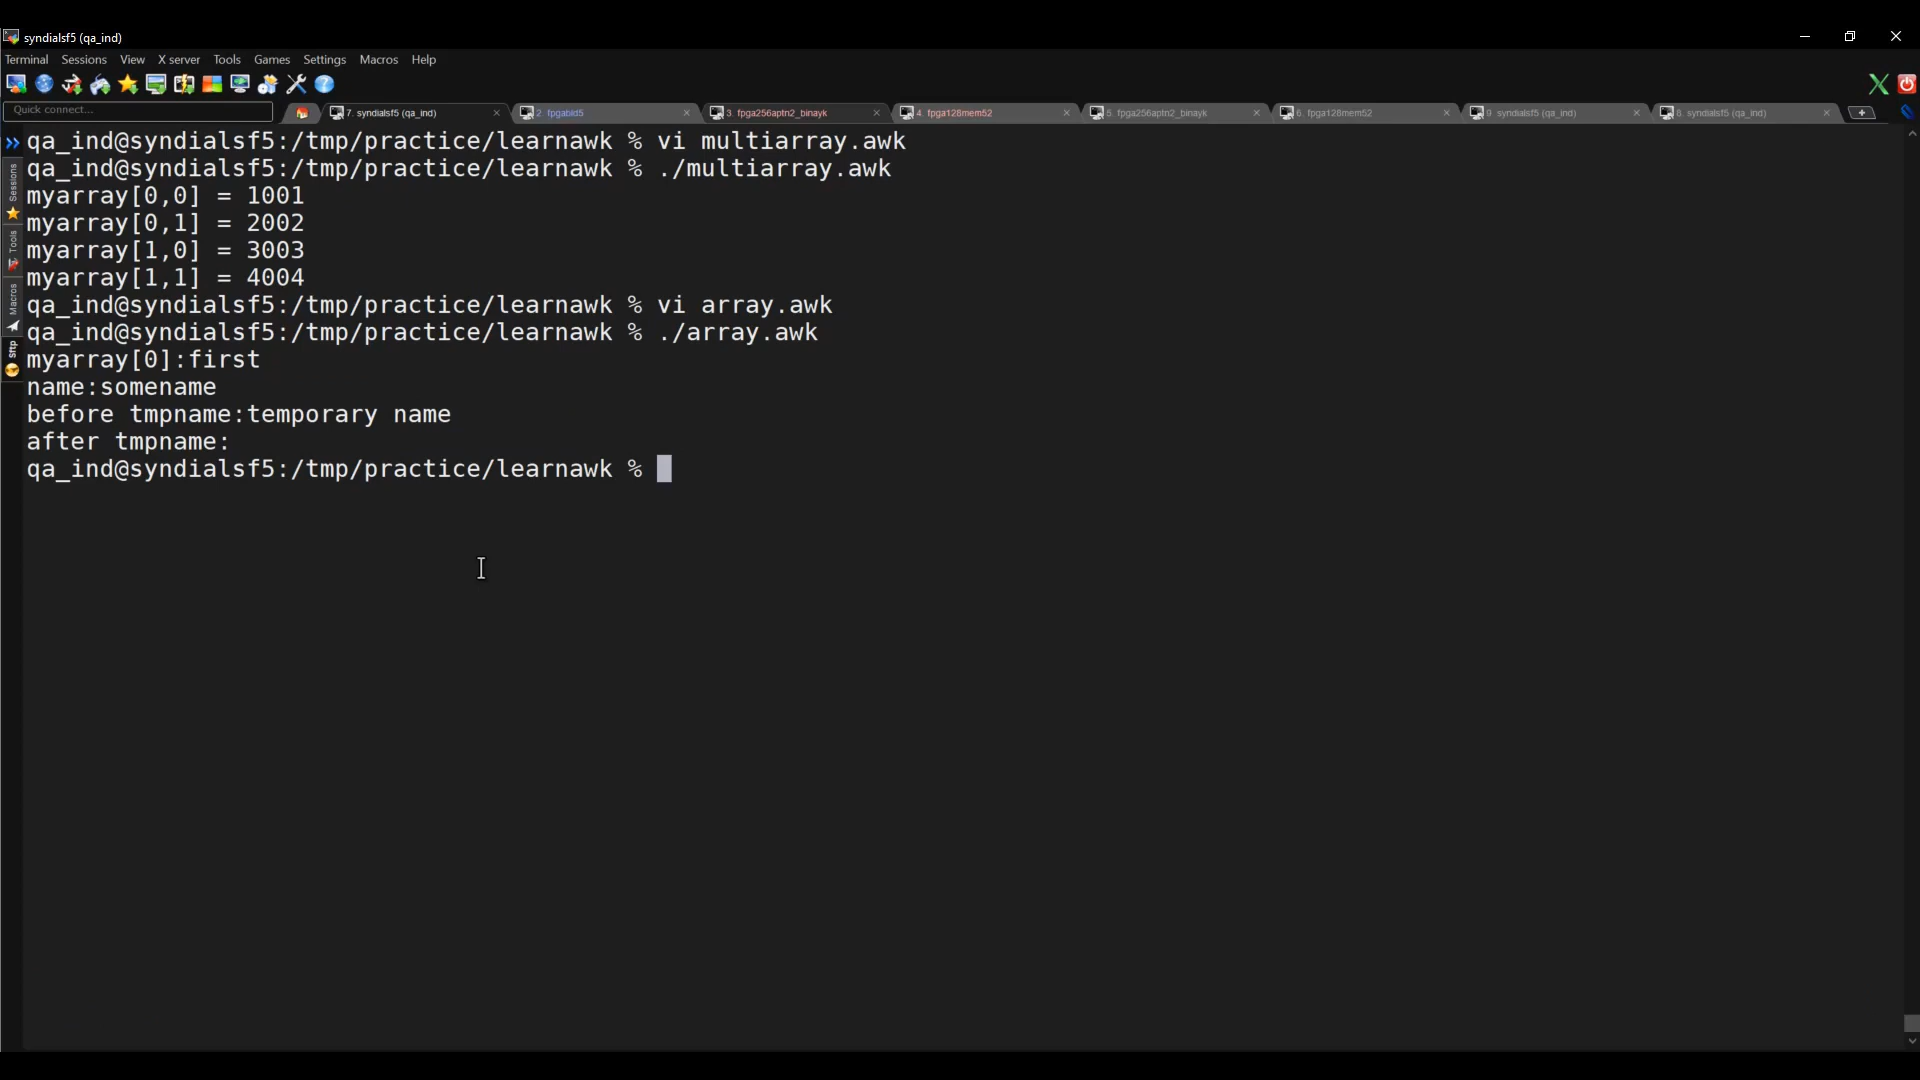 syndialsf5 (qa_ind)
Terminal Sessions View X server Tools Games Settings Macros Help
Quick connect...
7. syndialsf5 (qa_ind)
2. fpgabld5
3. fpga256aptn2_binayk
4. fpga128mem52
5. fpga256aptn2_binayk
6. fpga128mem52
9. syndialsf5 (qa_ind)
8. syndialsf5 (qa_ind)
Sessions
Tools
Macros
Sftp
qa_ind@syndialsf5:/tmp/practice/learnawk % vi multiarray.awk
qa_ind@syndialsf5:/tmp/practice/learnawk % ./multiarray.awk
myarray[0,0] = 1001
myarray[0,1] = 2002
myarray[1,0] = 3003
myarray[1,1] = 4004
qa_ind@syndialsf5:/tmp/practice/learnawk % vi array.awk
qa_ind@syndialsf5:/tmp/practice/learnawk % ./array.awk
myarray[0]:first
name:somename
before tmpname:temporary name
after tmpname:
qa_ind@syndialsf5:/tmp/practice/learnawk %